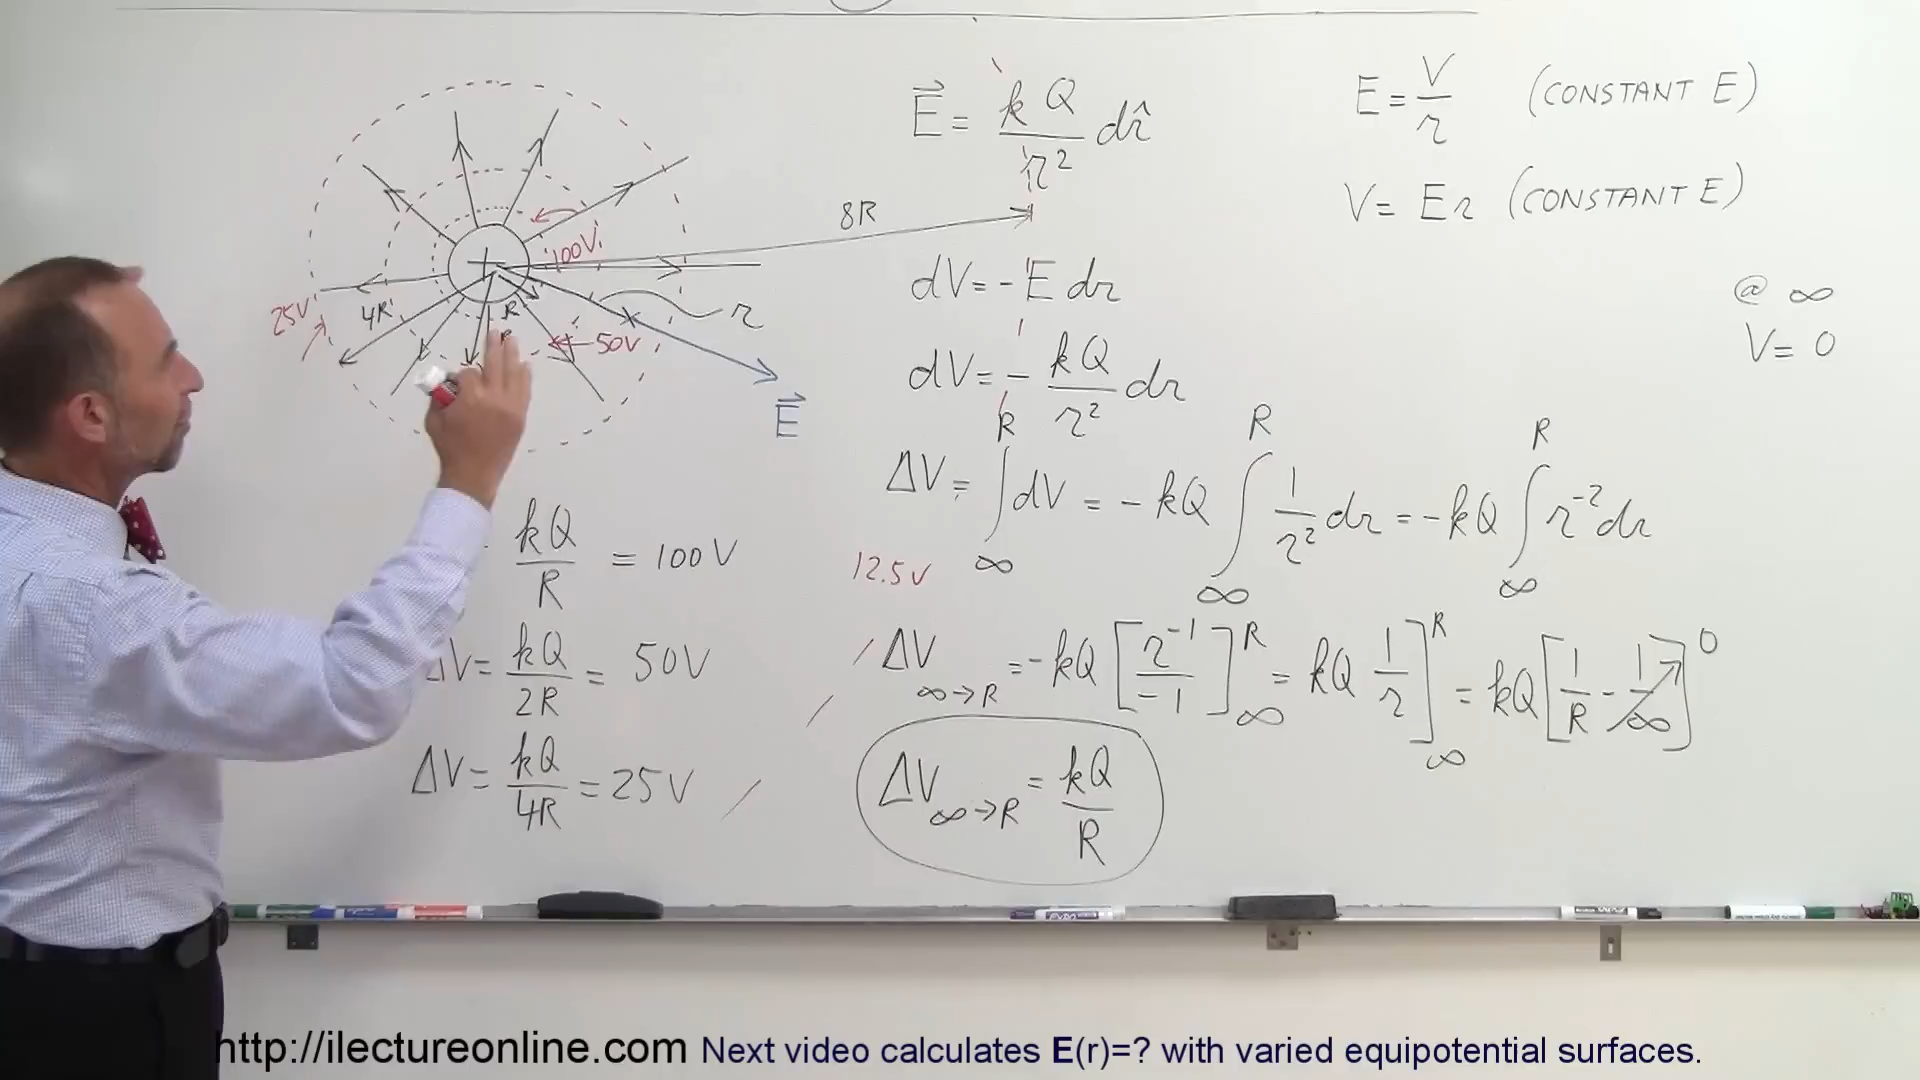 E⃗ = kQ/r² dr̂
E = V/r (CONSTANT E)
V = Er (CONSTANT E)
8R
100V
25V
4R
R
r
50V
E⃗
dV = - E dr
@ ∞
V = 0
dV = - kQ/r² dr
ΔV = ∫_∞^R dV = - kQ ∫_∞^R 1/r² dr = - kQ ∫_∞^R r⁻² dr
kQ/R = 100V
12.5V
ΔV = kQ/2R = 50V
ΔV_∞→R = - kQ [r⁻¹/-1]_∞^R = kQ 1/r]_∞^R = kQ [1/R - 1/∞] 0
ΔV = kQ/4R = 25V
ΔV_∞→R = kQ/R
http://ilectureonline.com Next video calculates E(r)=? with varied equipotential surfaces.